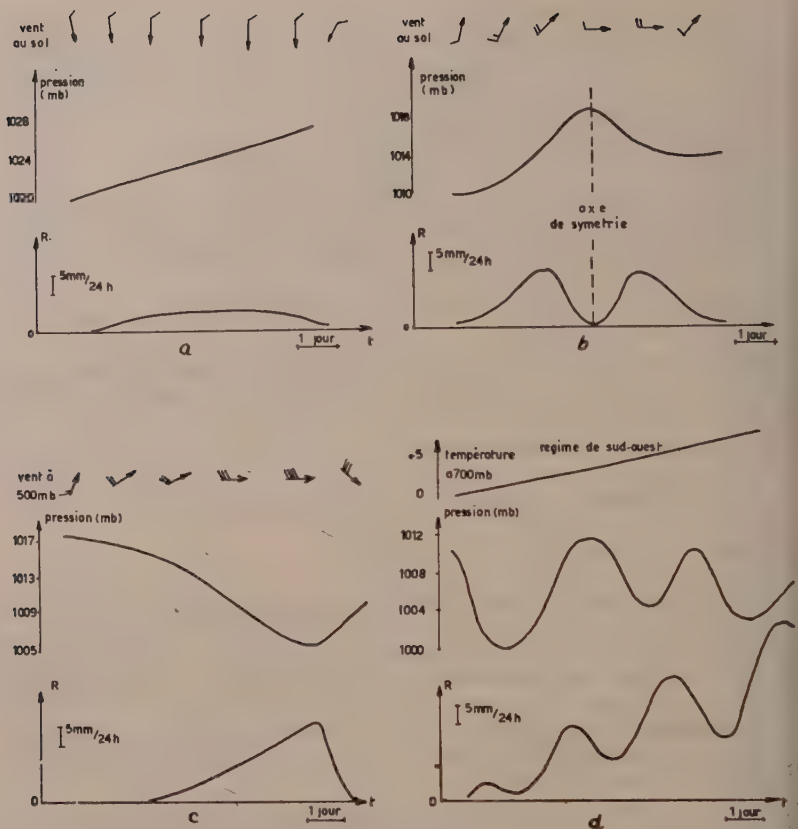 vent
au sol
pression
(mb)
1028
1024
1020
R
5mm/24h
0
1 jour
t
a
vent
au sol
pression
(mb)
1018
1014
1010
axe
de symetrie
R
5mm/24h
0
1 jour
b
vent à
500mb
pression (mb)
1017
1013
1009
1005
R
5mm/24h
0
1 jour
t
c
+5
température
a700mb
0
regime de sud-ouest
pression (mb)
1012
1008
1004
1000
R
5mm/24h
0
1 jour
t
d